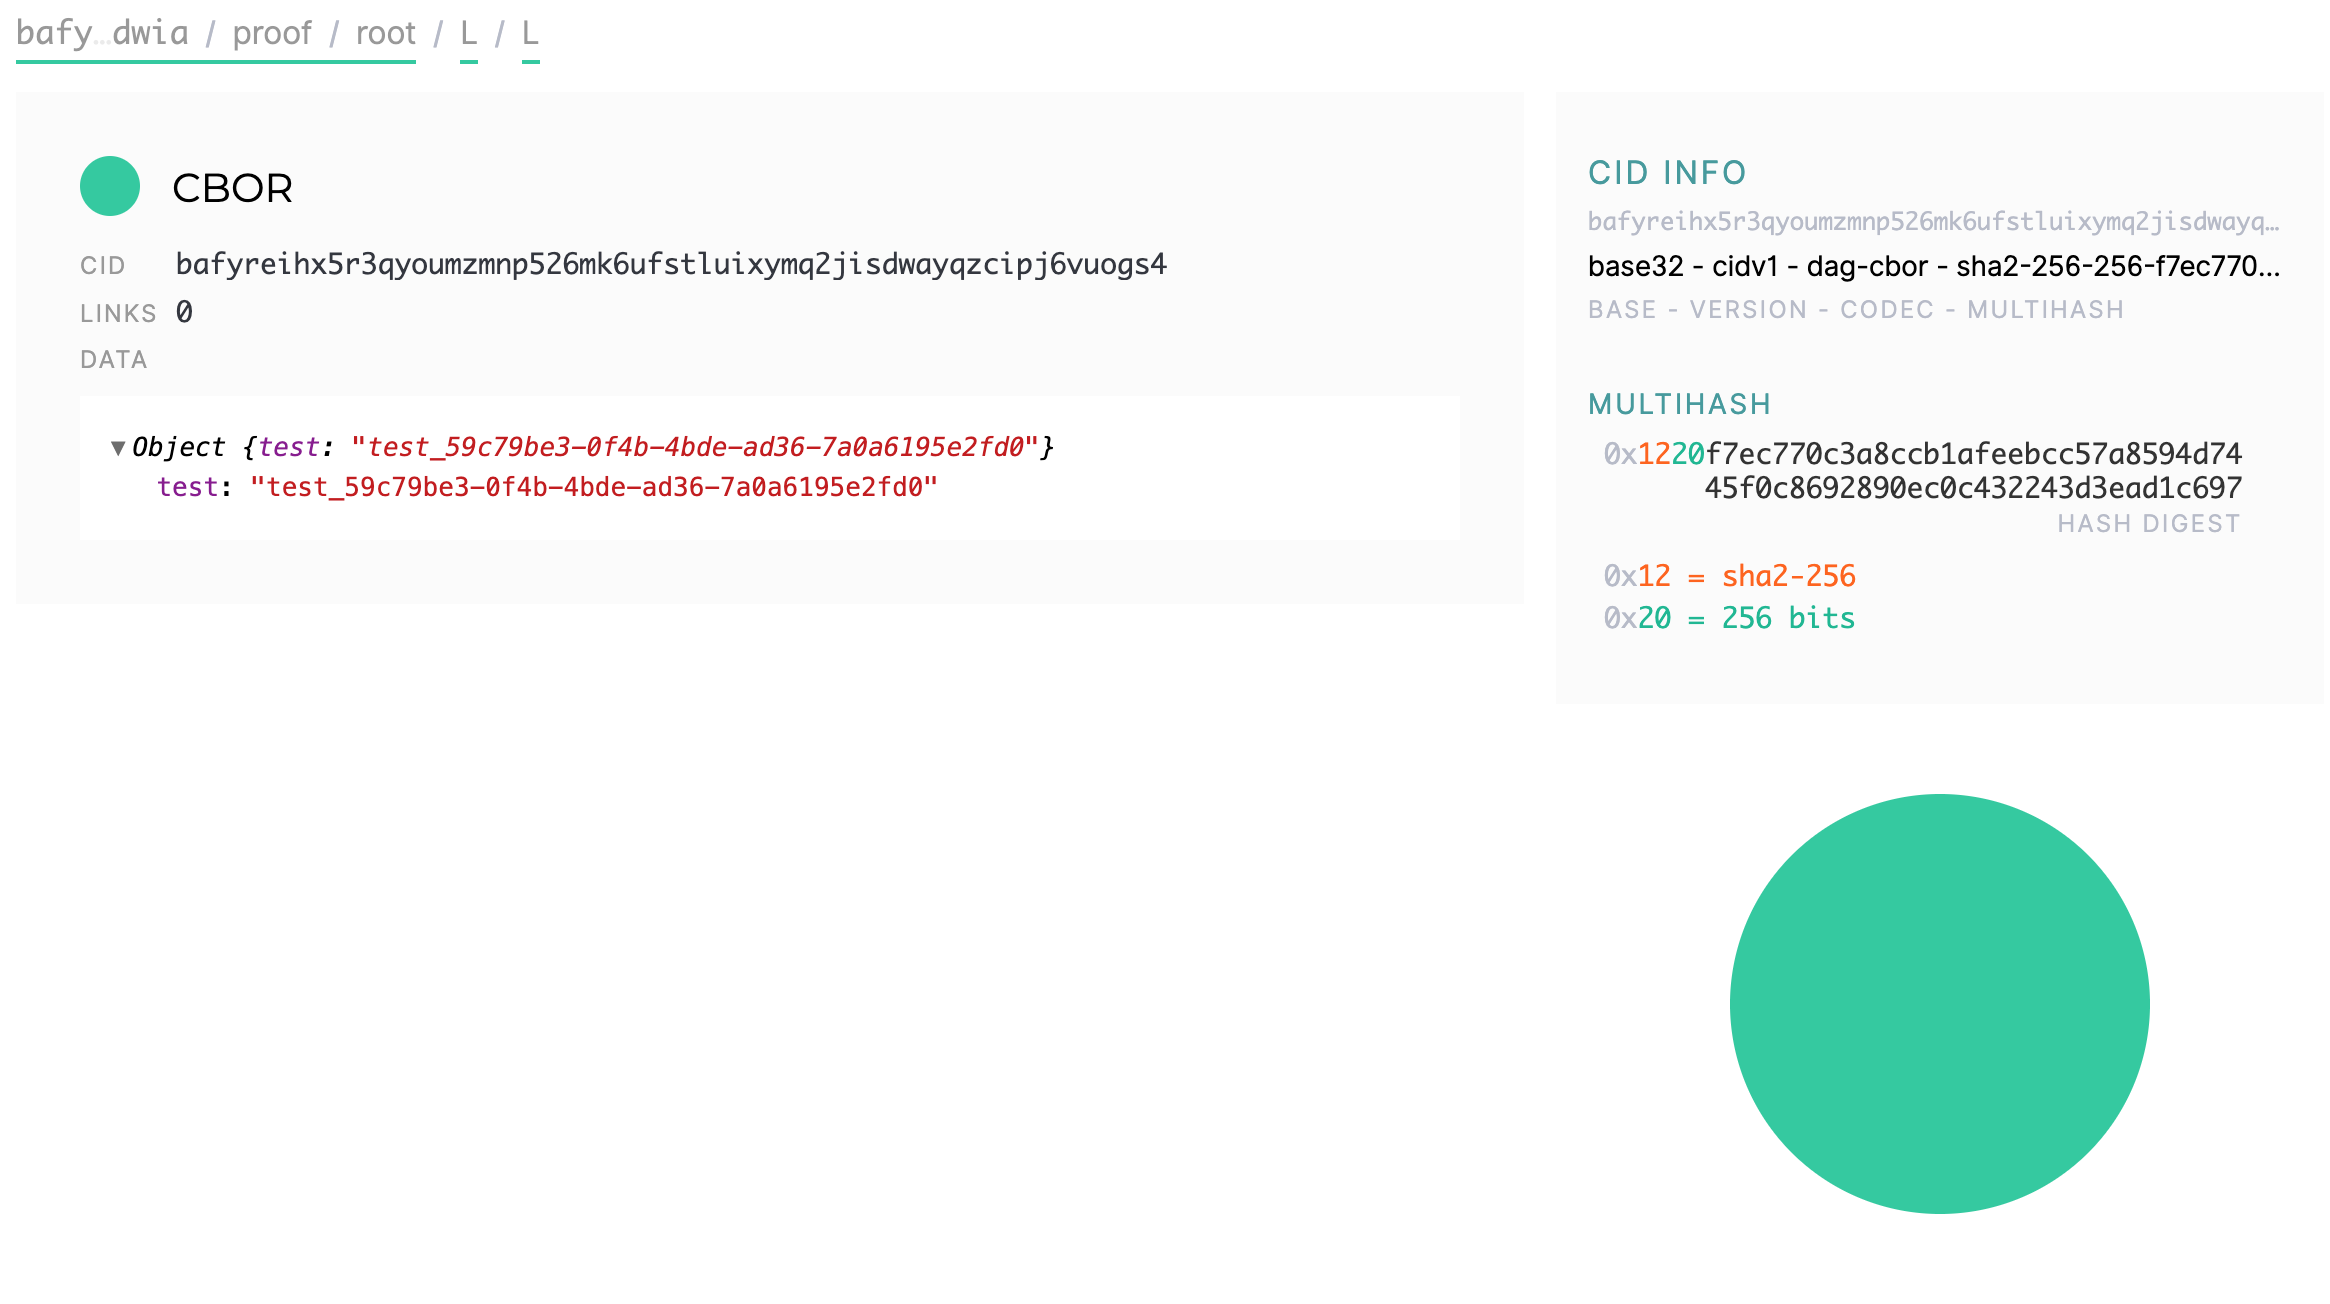 bafy…dwia / proof / root / L / L
CBOR
CID bafyreihx5r3qyoumzmnp526mk6ufstluixymq2jisdwayqzcipj6vuogs4
LINKS 0
DATA
▼Object {test: "test_59c79be3-0f4b-4bde-ad36-7a0a6195e2fd0"}
test: "test_59c79be3-0f4b-4bde-ad36-7a0a6195e2fd0"
CID INFO
bafyreihx5r3qyoumzmnp526mk6ufstluixymq2jisdwayq…
base32 - cidv1 - dag-cbor - sha2-256-256-f7ec770…
BASE - VERSION - CODEC - MULTIHASH
MULTIHASH
0x1220f7ec770c3a8ccb1afeebcc57a8594d74
45f0c8692890ec0c432243d3ead1c697
HASH DIGEST
0x12 = sha2-256
0x20 = 256 bits